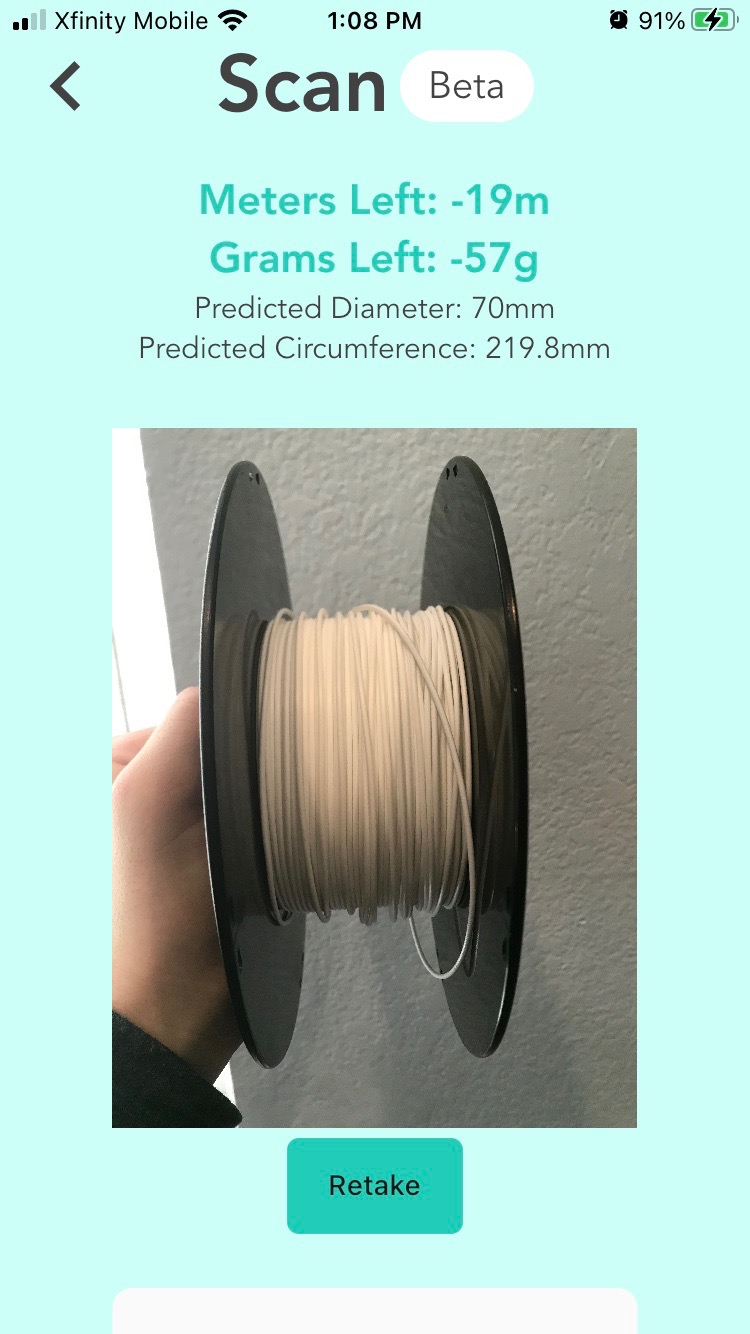 Xfinity Mobile 1:08 PM 91%
Scan Beta
Meters Left: -19m
Grams Left: -57g
Predicted Diameter: 70mm
Predicted Circumference: 219.8mm
Retake